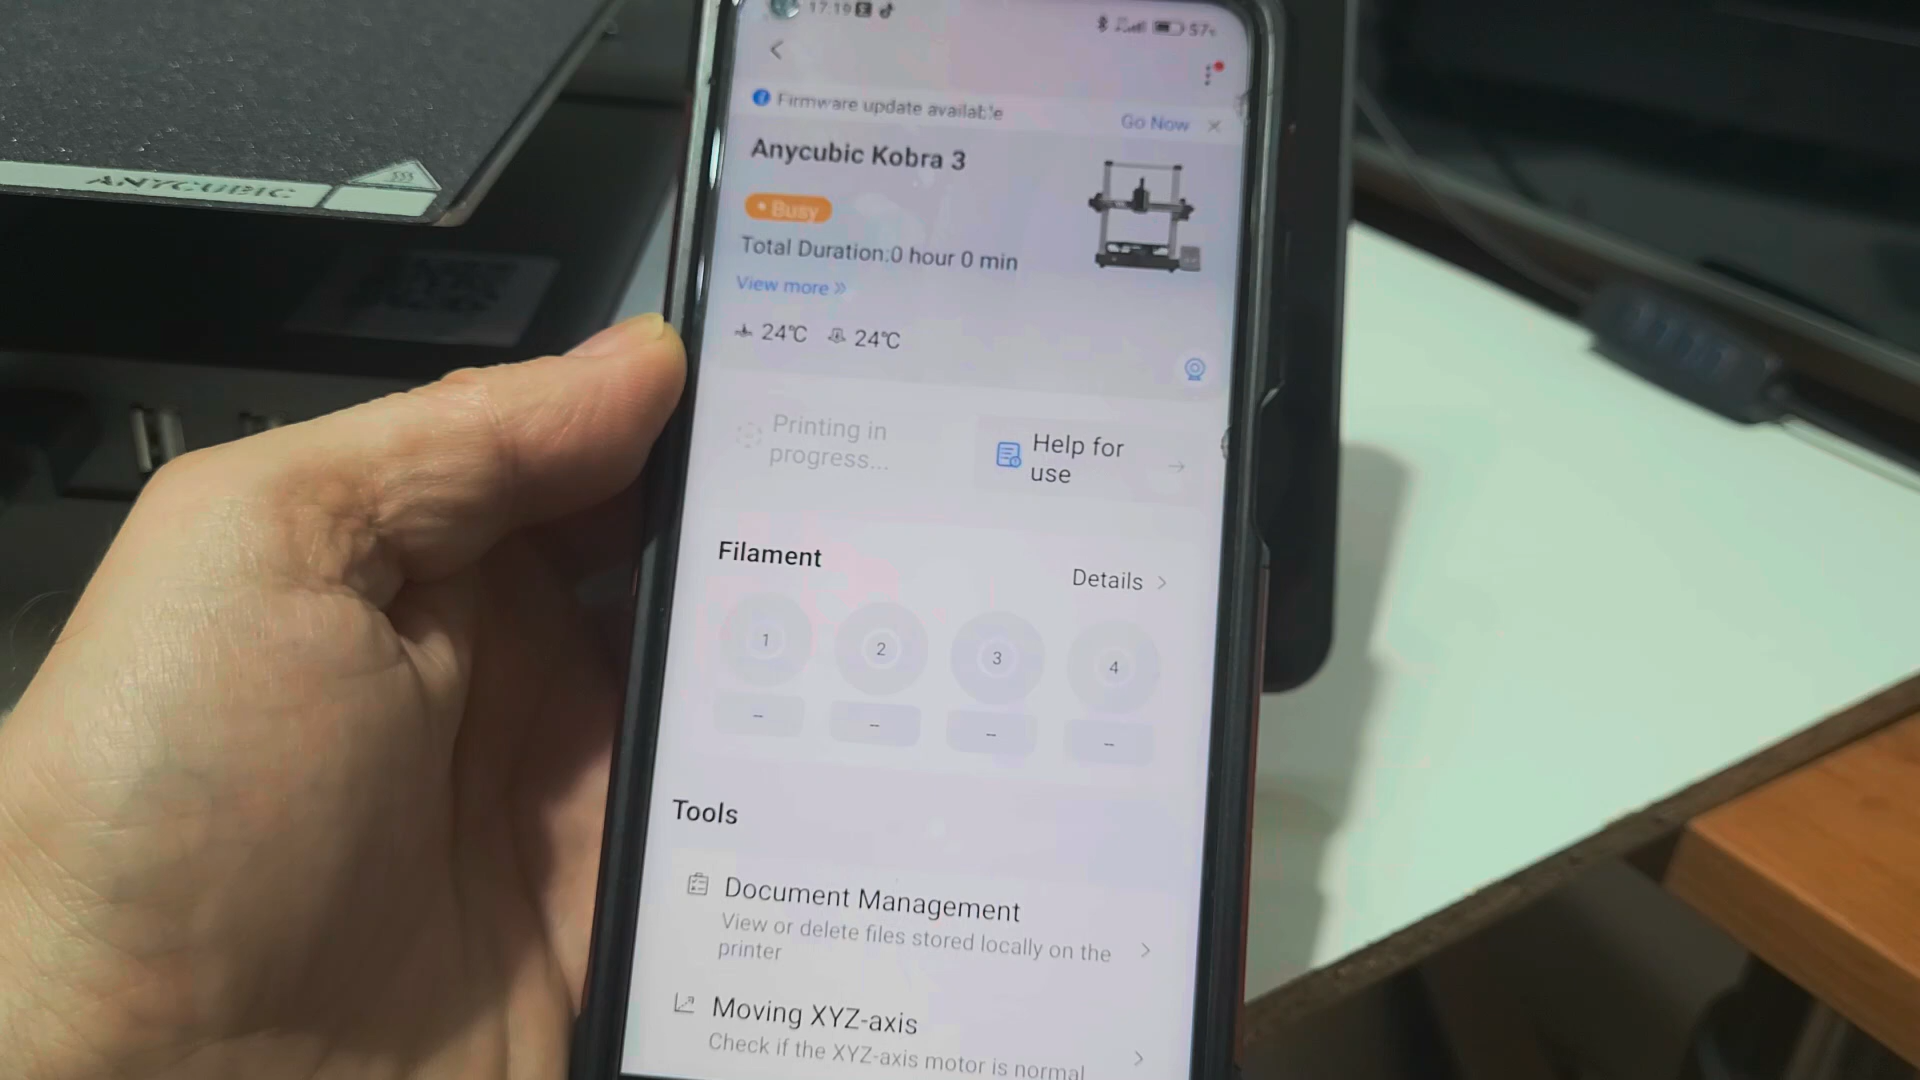 17:19
57%
Firmware update available
Go Now
Anycubic Kobra 3
Busy
Total Duration:0 hour 0 min
View more »
24℃ 24℃
Printing in
progress...
Help for
use
Filament
Details
1 2 3 4
-- -- -- --
Tools
Document Management
View or delete files stored locally on the
printer
Moving XYZ-axis
Check if the XYZ-axis motor is normal
ANYCUBIC